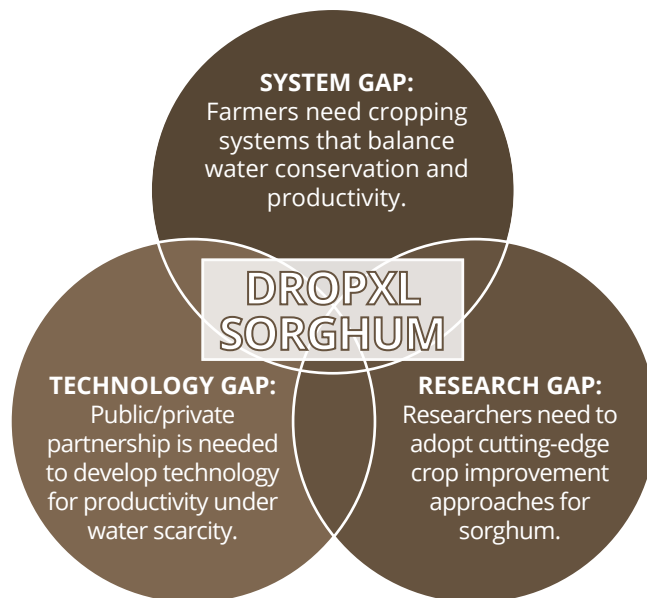 SYSTEM GAP:
Farmers need cropping
systems that balance
water conservation and
productivity.
DROPXL
SORGHUM
TECHNOLOGY GAP:
Public/private
partnership is needed
to develop technology
for productivity under
water scarcity.
RESEARCH GAP:
Researchers need to
adopt cutting-edge
crop improvement
approaches for
sorghum.